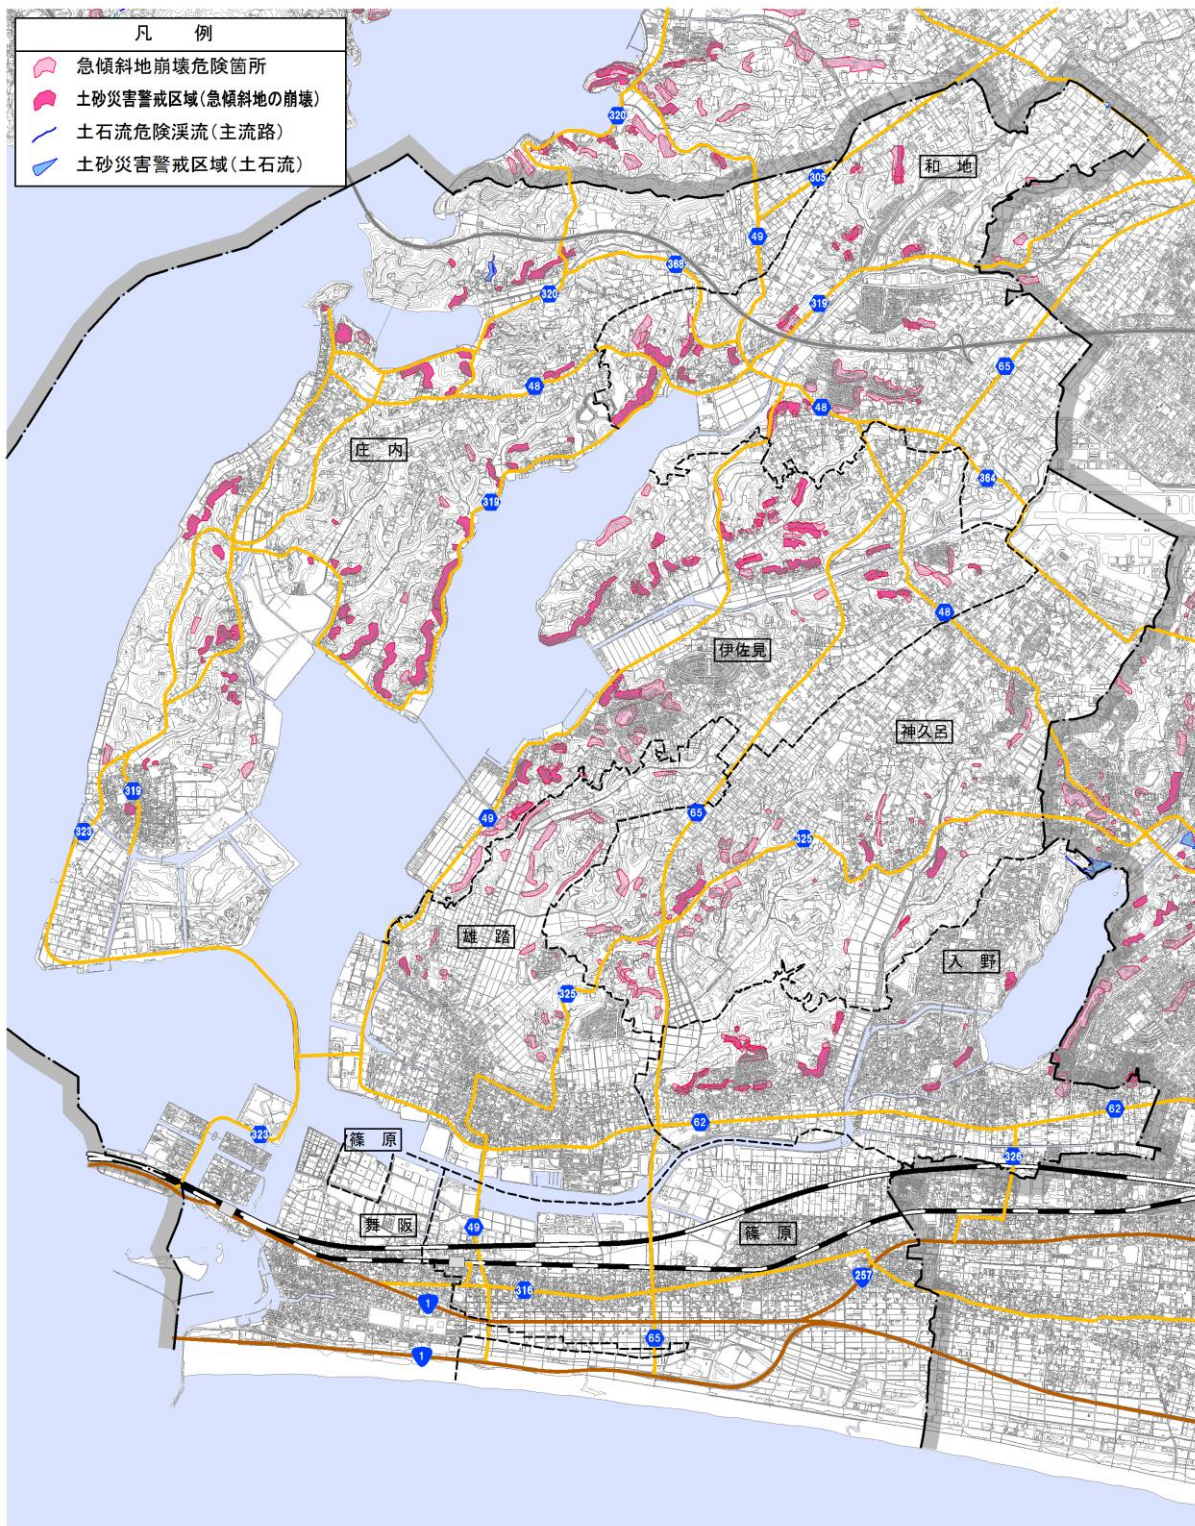 凡 例
急傾斜地崩壊危険箇所
土砂災害警戒区域(急傾斜地の崩壊)
土石流危険渓流(主流路)
土砂災害警戒区域(土石流)
320
305
和 地
49
368
320
319
65
48
48
庄 内
364
319
48
伊佐見
神久呂
319
323
49
65
325
雄 踏
入 野
325
62
62
323
篠 原
326
舞 阪
49
篠 原
257
316
1
65
1